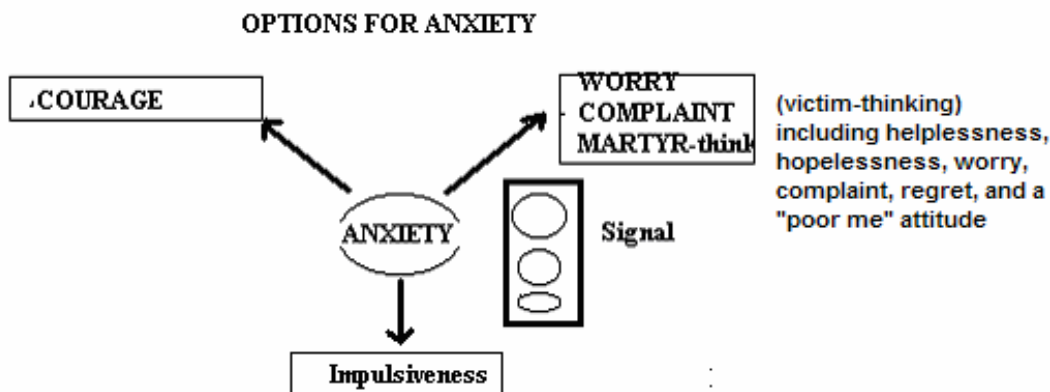 OPTIONS FOR ANXIETY
COURAGE
WORRY
COMPLAINT
MARTYR-think
(victim-thinking)
including helplessness,
hopelessness, worry,
complaint, regret, and a
"poor me" attitude
ANXIETY
Signal
Impulsiveness